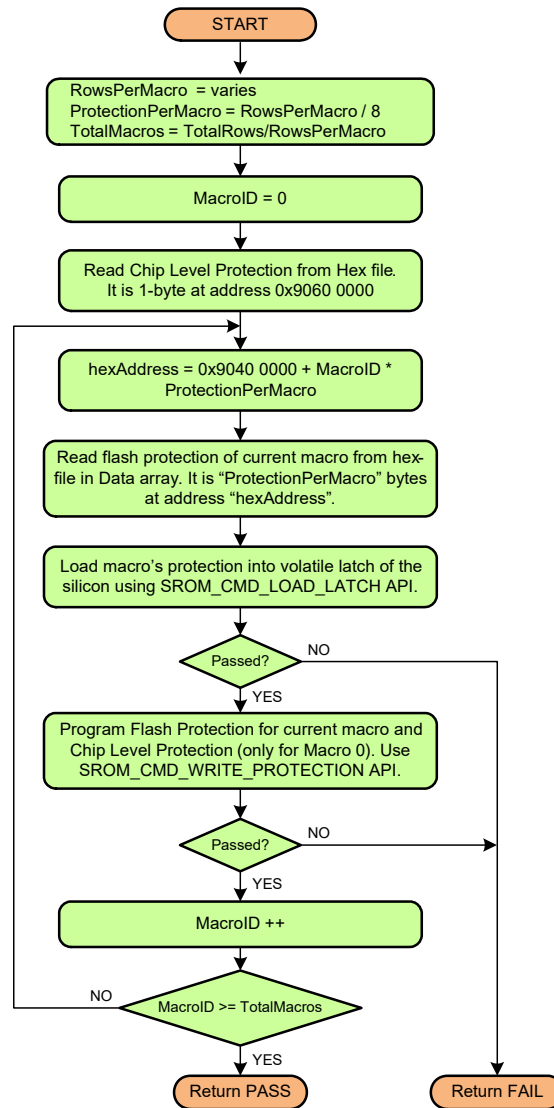 START
RowsPerMacro = varies
ProtectionPerMacro = RowsPerMacro / 8
TotalMacros = TotalRows/RowsPerMacro
MacroID = 0
Read Chip Level Protection from Hex file.
It is 1-byte at address 0x9060 0000
hexAddress = 0x9040 0000 + MacroID *
ProtectionPerMacro
Read flash protection of current macro from hex-
file in Data array. It is “ProtectionPerMacro” bytes
at address “hexAddress”.
Load macro’s protection into volatile latch of the
silicon using SROM_CMD_LOAD_LATCH API.
Passed?
NO
YES
Program Flash Protection for current macro and
Chip Level Protection (only for Macro 0). Use
SROM_CMD_WRITE_PROTECTION API.
Passed?
NO
YES
MacroID ++
NO
MacroID >= TotalMacros
YES
Return PASS
Return FAIL